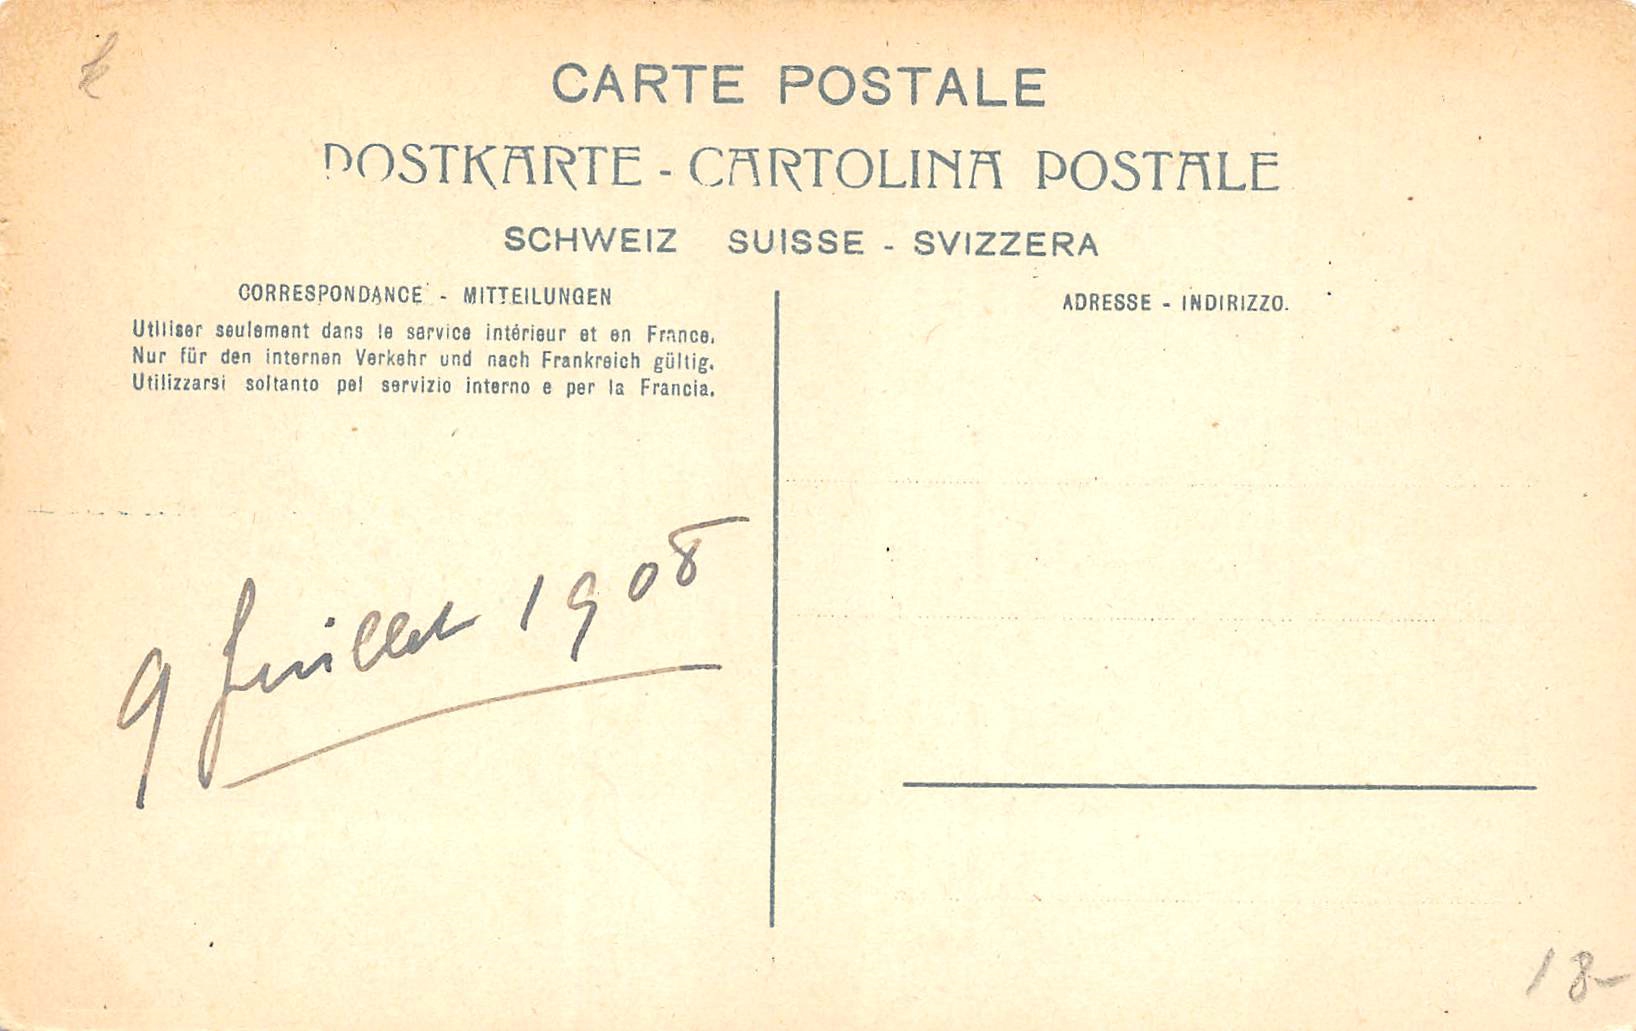 CARTE POSTALE
POSTKARTE - CARTOLINA POSTALE
SCHWEIZ SUISSE - SVIZZERA
CORRESPONDANCE - MITTEILUNGEN
ADRESSE - INDIRIZZO.
Utiliser seulement dans le service intérieur et en France.
Nur für den internen Verkehr und nach Frankreich gültig.
Utilizzarsi soltanto pel servizio interno e per la Francia.
9 Juillet 1908
18-